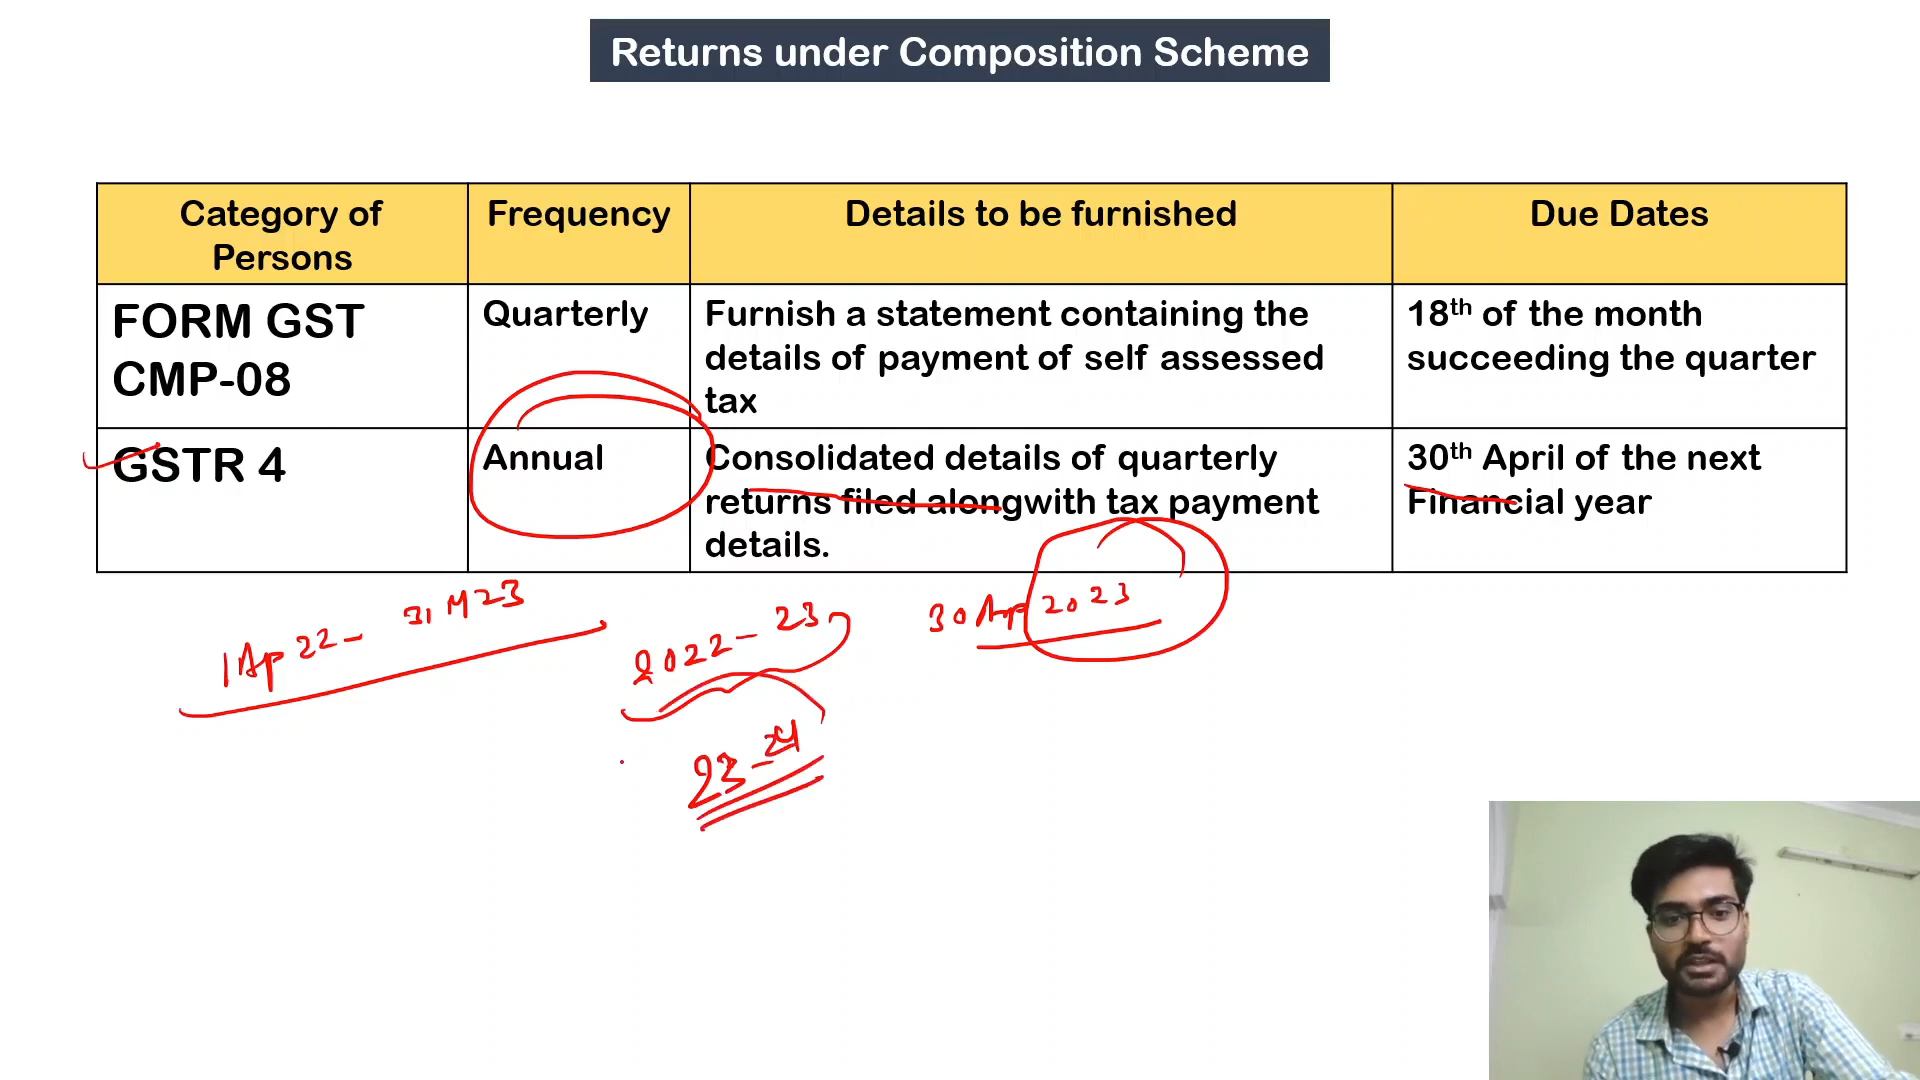 Returns under Composition Scheme
Category of Persons
Frequency
Details to be furnished
Due Dates
FORM GST CMP-08
Quarterly
Furnish a statement containing the
details of payment of self assessed
tax
18th of the month
succeeding the quarter
GSTR 4
Annual
Consolidated details of quarterly
returns filed alongwith tax payment
details.
30th April of the next
Financial year
1 Ap 22 - 31 M 23
2022 - 23
30 Ap 2023
23 - 24